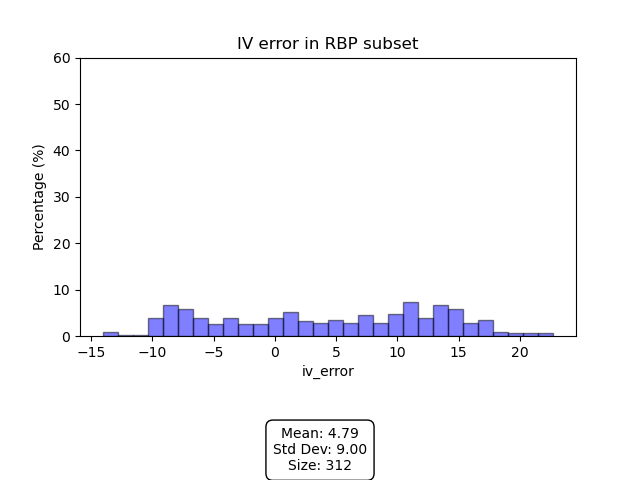 IV error in RBP subset
60
50
40
30
20
10
0
Percentage (%)
−15 −10 −5 0 5 10 15 20
iv_error
Mean: 4.79
Std Dev: 9.00
Size: 312